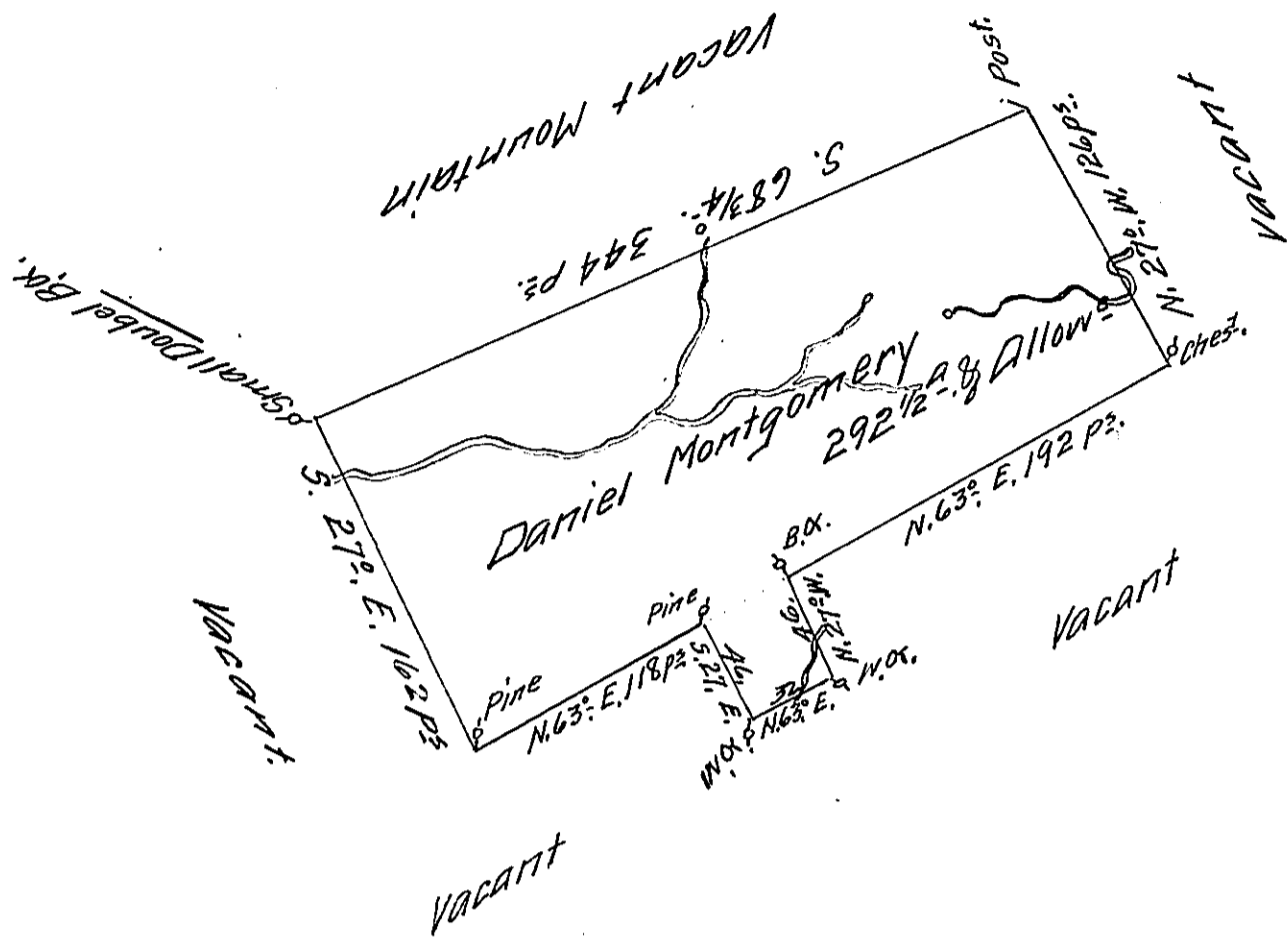 Vacant Mountain
Post.
Vacant
S. 68 3/4
344 ps.
N. 27°. W. 126 ps.
Small Doubel B.α.
Ches t.
Daniel Montgomery
292 1/2 a. & Allow ce
S. 27°. E. 162 ps
N. 63°. E. 192 ps.
B.α.
Pine
46. N. 27° W.
Vacant
Vacant.
Pine
N. 63°. E. 118 ps
46. S. 27. E.
32 N. 63° E.
W.α.
W.α.
Vacant